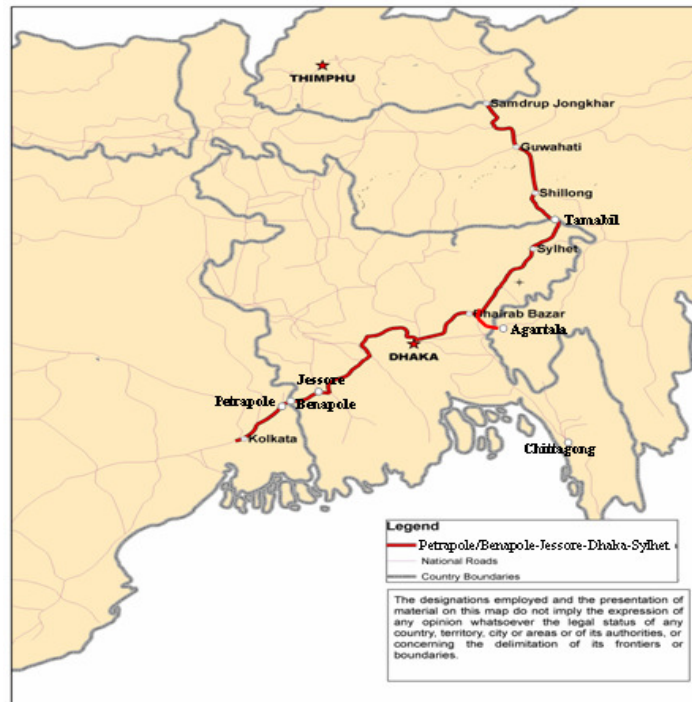 THIMPHU
Samdrup Jongkhar
Guwahati
Shillong
Tamabil
Sylhet
Bhairab Bazar
Agartala
DHAKA
Jessore
Petrapole
Benapole
Kolkata
Chittagong
Legend
Petrapole/Benapole-Jessore-Dhaka-Sylhet
National Roads
Country Boundaries
The designations employed and the presentation of
material on this map do not imply the expression of
any opinion whatsoever the legal status of any
country, territory, city or areas or of its authorities, or
concerning the delimitation of its frontiers or
boundaries.